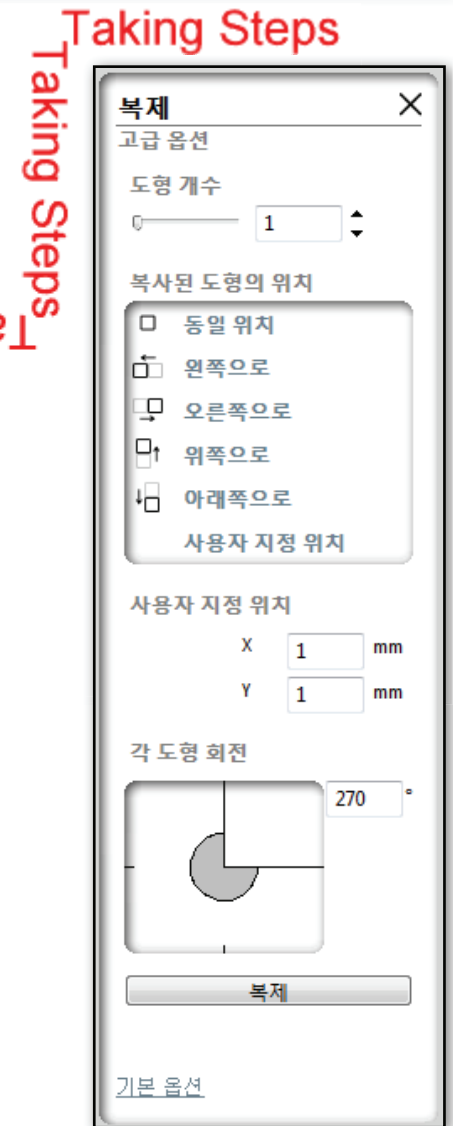 Taking Steps
Taking Steps
Ta
복제
고급 옵션
도형 개수
1
복사된 도형의 위치
동일 위치
왼쪽으로
오른쪽으로
위쪽으로
아래쪽으로
사용자 지정 위치
사용자 지정 위치
X 1 mm
Y 1 mm
각 도형 회전
270 °
복제
기본 옵션